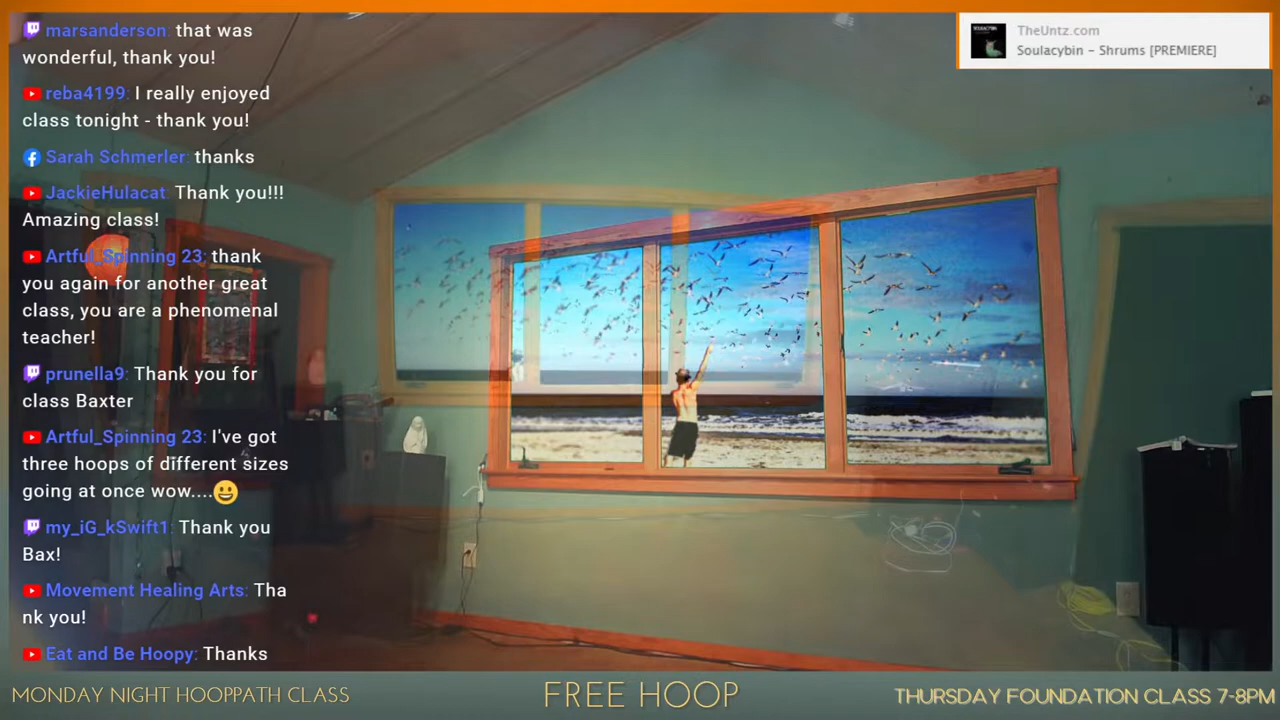 marsanderson: that was
wonderful, thank you!
reba4199: I really enjoyed
class tonight - thank you!
Sarah Schmerler: thanks
JackieHulacat: Thank you!!!
Amazing class!
Artful_Spinning 23: thank
you again for another great
class, you are a phenomenal
teacher!
prunella9: Thank you for
class Baxter
Artful_Spinning 23: I've got
three hoops of different sizes
going at once wow....😀
my_iG_kSwift1: Thank you
Bax!
Movement Healing Arts: Tha
nk you!
Eat and Be Hoopy: Thanks
TheUntz.com
Soulacybin - Shrums [PREMIERE]
SOULACYBIN
MONDAY NIGHT HOOPPATH CLASS
FREE HOOP
THURSDAY FOUNDATION CLASS 7-8PM